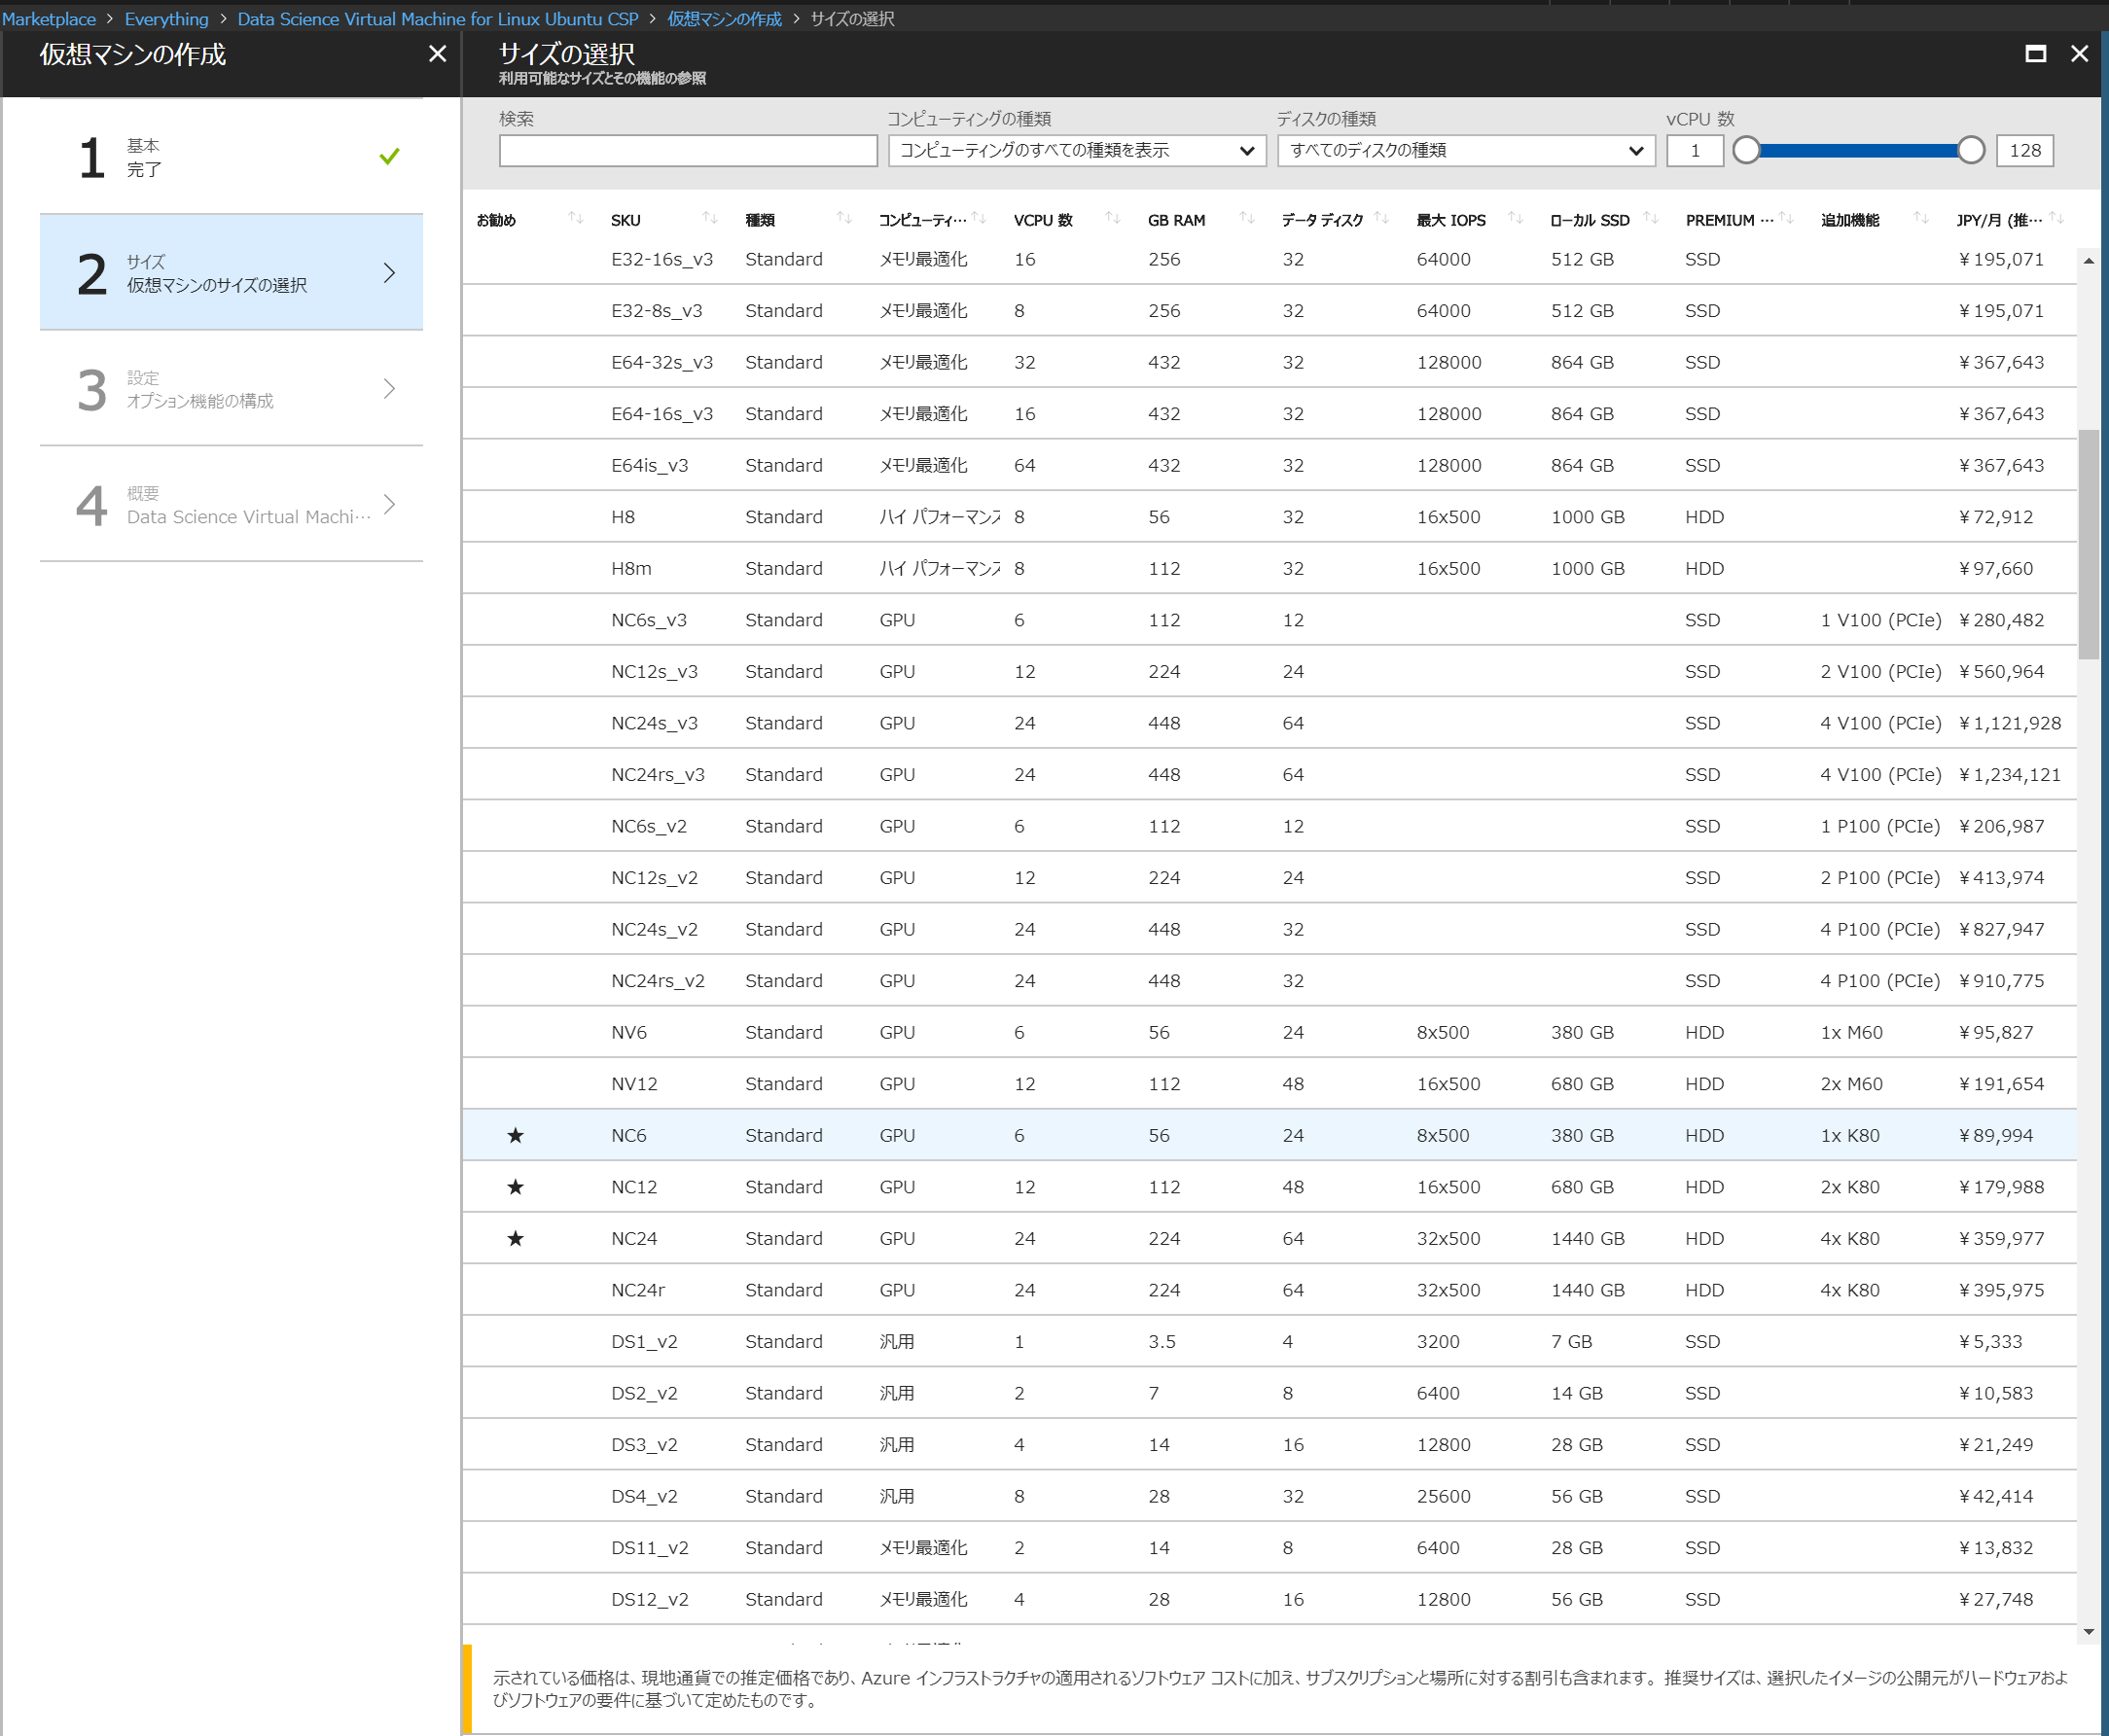 Marketplace > Everything > Data Science Virtual Machine for Linux Ubuntu CSP > 仮想マシンの作成 > サイズの選択
仮想マシンの作成
1 基本
完了
2 サイズ
仮想マシンのサイズの選択
3 設定
オプション機能の構成
4 概要
Data Science Virtual Machi…
サイズの選択
利用可能なサイズとその機能の参照
検索 コンピューティングの種類 ディスクの種類 vCPU 数
コンピューティングのすべての種類を表示 すべてのディスクの種類 1 128
お勧め SKU 種類 コンピューティ… VCPU 数 GB RAM データ ディスク 最大 IOPS ローカル SSD PREMIUM … 追加機能 JPY/月 (推…
E32-16s_v3 Standard メモリ最適化 16 256 32 64000 512 GB SSD ¥195,071
E32-8s_v3 Standard メモリ最適化 8 256 32 64000 512 GB SSD ¥195,071
E64-32s_v3 Standard メモリ最適化 32 432 32 128000 864 GB SSD ¥367,643
E64-16s_v3 Standard メモリ最適化 16 432 32 128000 864 GB SSD ¥367,643
E64is_v3 Standard メモリ最適化 64 432 32 128000 864 GB SSD ¥367,643
H8 Standard ハイ パフォーマンス 8 56 32 16x500 1000 GB HDD ¥72,912
H8m Standard ハイ パフォーマンス 8 112 32 16x500 1000 GB HDD ¥97,660
NC6s_v3 Standard GPU 6 112 12 SSD 1 V100 (PCIe) ¥280,482
NC12s_v3 Standard GPU 12 224 24 SSD 2 V100 (PCIe) ¥560,964
NC24s_v3 Standard GPU 24 448 64 SSD 4 V100 (PCIe) ¥1,121,928
NC24rs_v3 Standard GPU 24 448 64 SSD 4 V100 (PCIe) ¥1,234,121
NC6s_v2 Standard GPU 6 112 12 SSD 1 P100 (PCIe) ¥206,987
NC12s_v2 Standard GPU 12 224 24 SSD 2 P100 (PCIe) ¥413,974
NC24s_v2 Standard GPU 24 448 32 SSD 4 P100 (PCIe) ¥827,947
NC24rs_v2 Standard GPU 24 448 32 SSD 4 P100 (PCIe) ¥910,775
NV6 Standard GPU 6 56 24 8x500 380 GB HDD 1x M60 ¥95,827
NV12 Standard GPU 12 112 48 16x500 680 GB HDD 2x M60 ¥191,654
★ NC6 Standard GPU 6 56 24 8x500 380 GB HDD 1x K80 ¥89,994
★ NC12 Standard GPU 12 112 48 16x500 680 GB HDD 2x K80 ¥179,988
★ NC24 Standard GPU 24 224 64 32x500 1440 GB HDD 4x K80 ¥359,977
NC24r Standard GPU 24 224 64 32x500 1440 GB HDD 4x K80 ¥395,975
DS1_v2 Standard 汎用 1 3.5 4 3200 7 GB SSD ¥5,333
DS2_v2 Standard 汎用 2 7 8 6400 14 GB SSD ¥10,583
DS3_v2 Standard 汎用 4 14 16 12800 28 GB SSD ¥21,249
DS4_v2 Standard 汎用 8 28 32 25600 56 GB SSD ¥42,414
DS11_v2 Standard メモリ最適化 2 14 8 6400 28 GB SSD ¥13,832
DS12_v2 Standard メモリ最適化 4 28 16 12800 56 GB SSD ¥27,748
示されている価格は、現地通貨での推定価格であり、Azure インフラストラクチャの適用されるソフトウェア コストに加え、サブスクリプションと場所に対する割引も含まれます。推奨サイズは、選択したイメージの公開元がハードウェアおよ
びソフトウェアの要件に基づいて定めたものです。